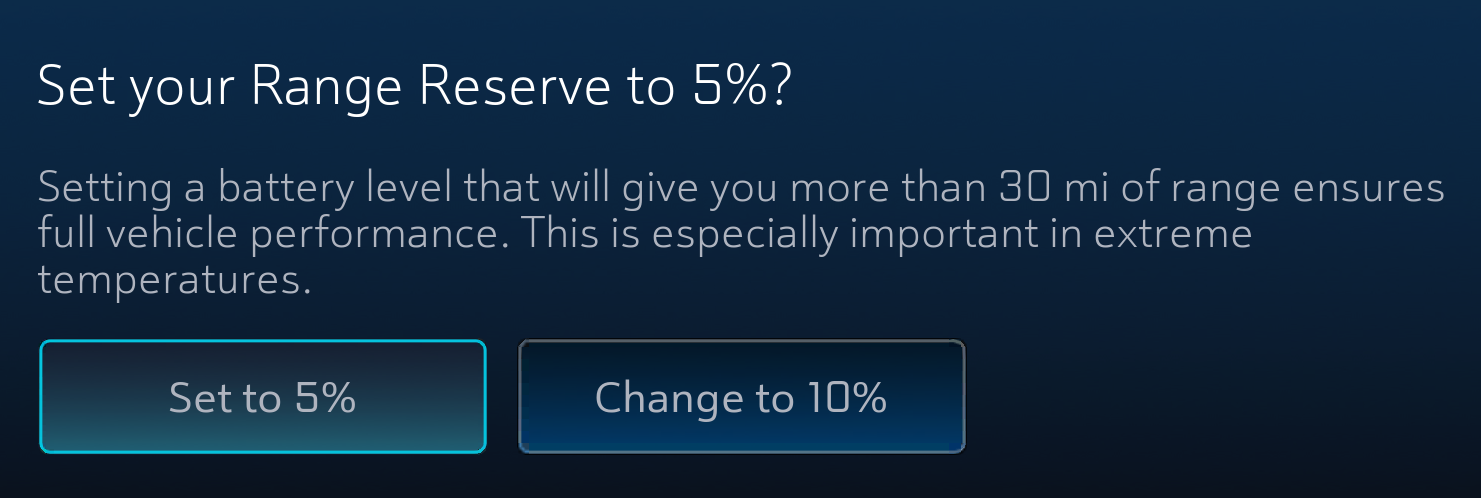 Set your Range Reserve to 5%?
Setting a battery level that will give you more than 30 mi of range ensures
full vehicle performance. This is especially important in extreme
temperatures.
Set to 5%
Change to 10%